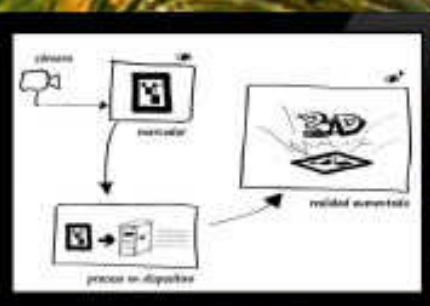 cámara
marcador
3D
realidad aumentada
proceso en dispositivo